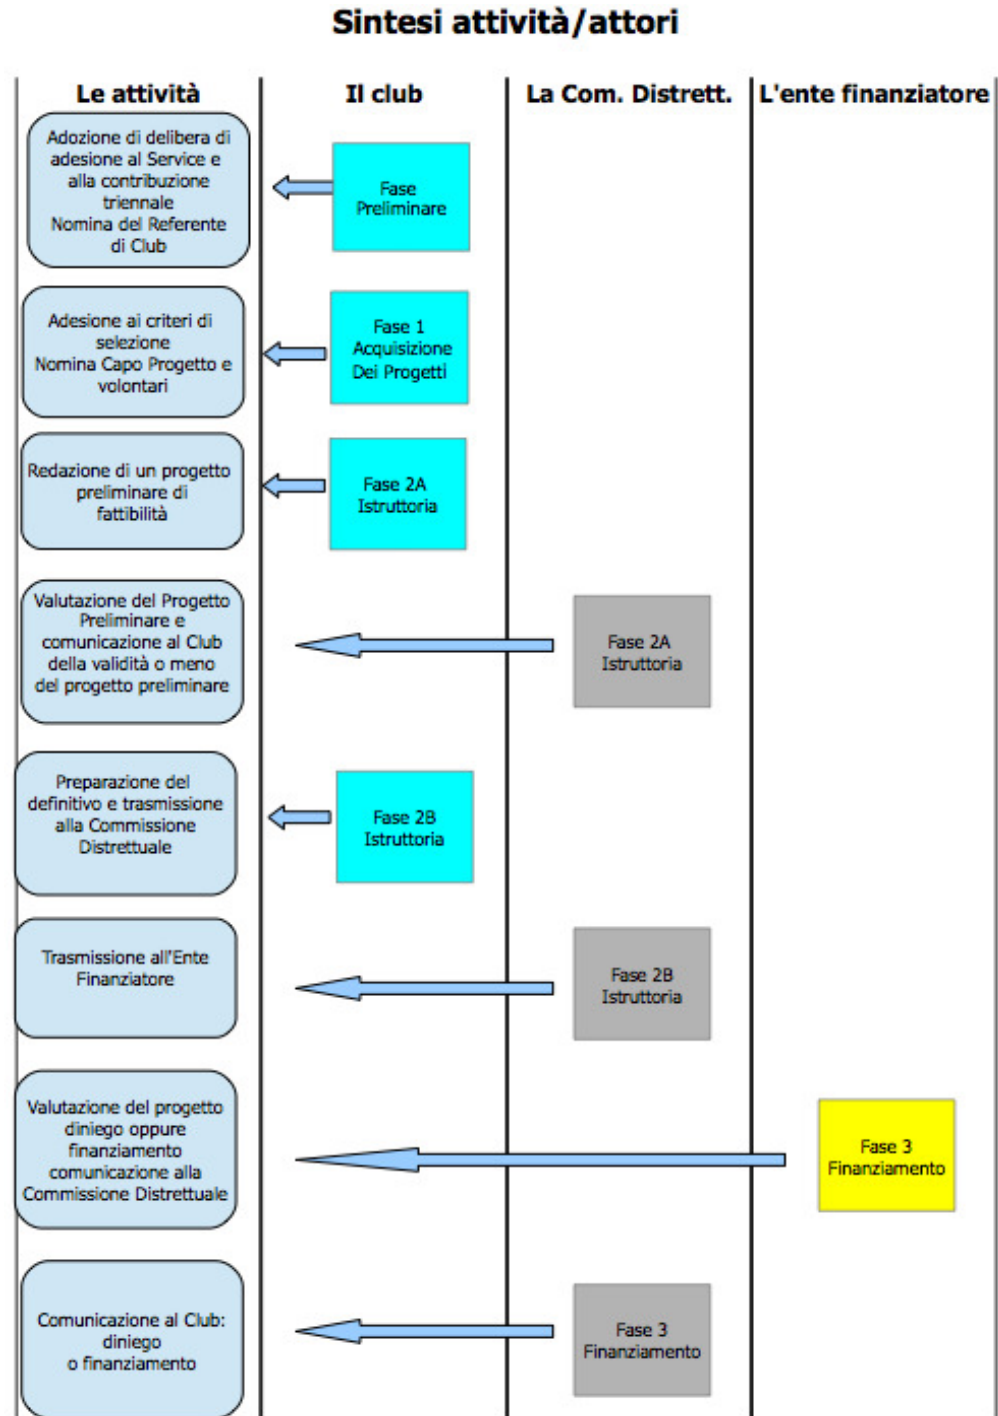 Sintesi attività/attori
Le attività
Il club
La Com. Distrett.
L'ente finanziatore
Adozione di delibera di
adesione al Service e
alla contribuzione
triennale
Nomina del Referente
di Club
Fase
Preliminare
Adesione ai criteri di
selezione
Nomina Capo Progetto e
volontari
Fase 1
Acquisizione
Dei Progetti
Redazione di un progetto
preliminare di
fattibilità
Fase 2A
Istruttoria
Valutazione del Progetto
Preliminare e
comunicazione al Club
della validità o meno
del progetto preliminare
Fase 2A
Istruttoria
Preparazione del
definitivo e trasmissione
alla Commissione
Distrettuale
Fase 2B
Istruttoria
Trasmissione all'Ente
Finanziatore
Fase 2B
Istruttoria
Valutazione del progetto
diniego oppure
finanziamento
comunicazione alla
Commissione Distrettuale
Fase 3
Finanziamento
Comunicazione al Club:
diniego
o finanziamento
Fase 3
Finanziamento